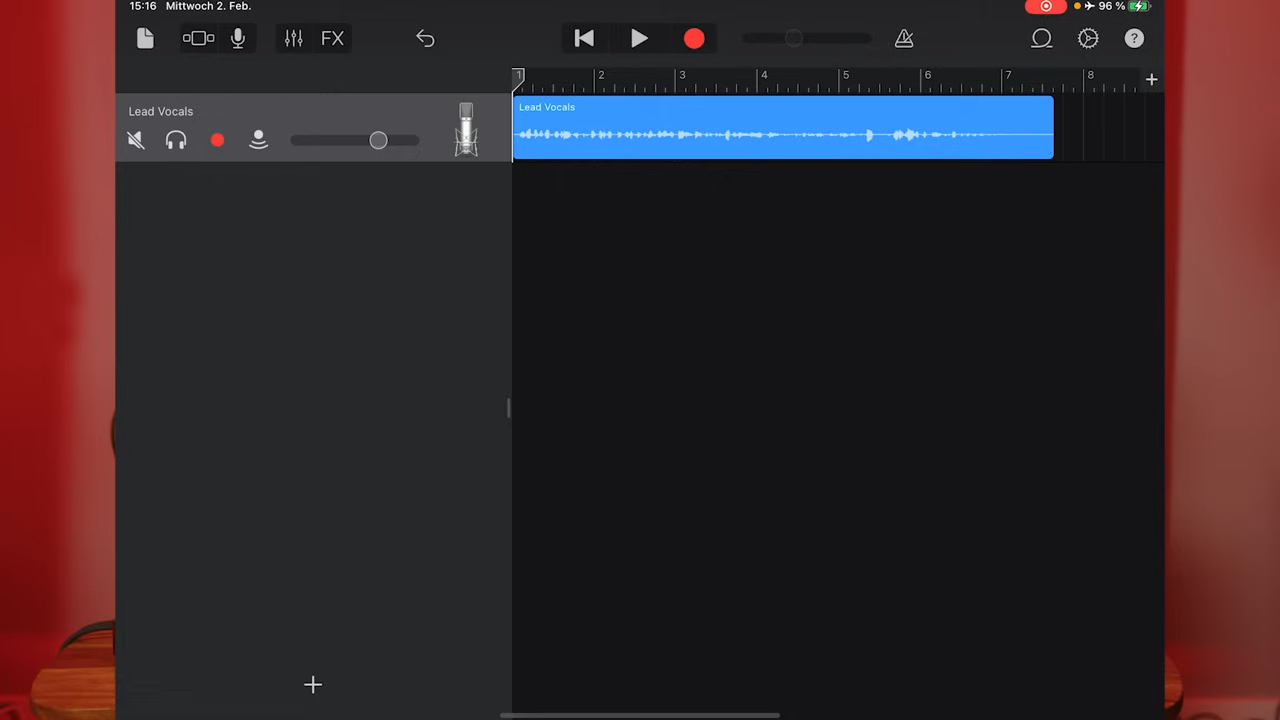 15:16 Mittwoch 2. Feb.
96 %
FX
?
1 2 3 4 5 6 7 8
Lead Vocals
Lead Vocals